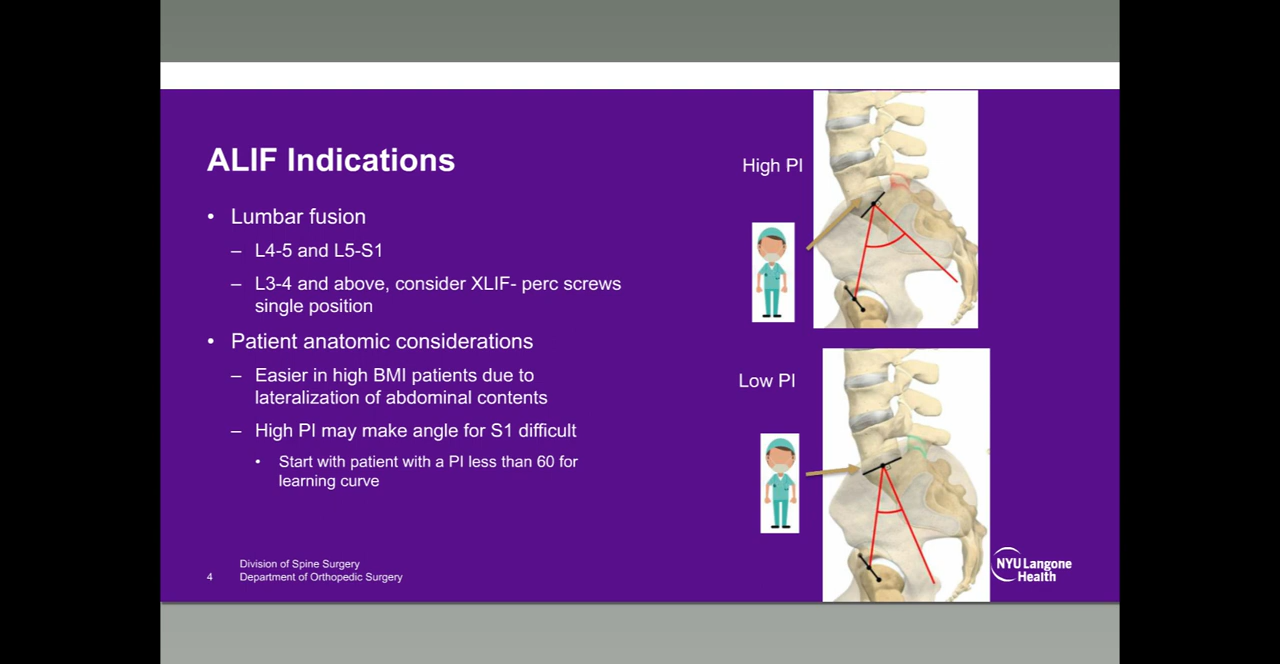 ALIF Indications
• Lumbar fusion
– L4-5 and L5-S1
– L3-4 and above, consider XLIF- perc screws
single position
• Patient anatomic considerations
– Easier in high BMI patients due to
lateralization of abdominal contents
– High PI may make angle for S1 difficult
• Start with patient with a PI less than 60 for
learning curve
High PI
Low PI
Division of Spine Surgery
4 Department of Orthopedic Surgery
NYU Langone
Health